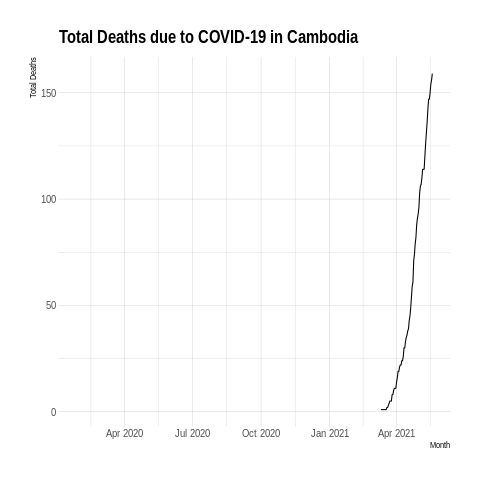 Total Deaths due to COVID-19 in Cambodia
Total Deaths
150
100
50
0
Apr 2020 Jul 2020 Oct 2020 Jan 2021 Apr 2021
Month